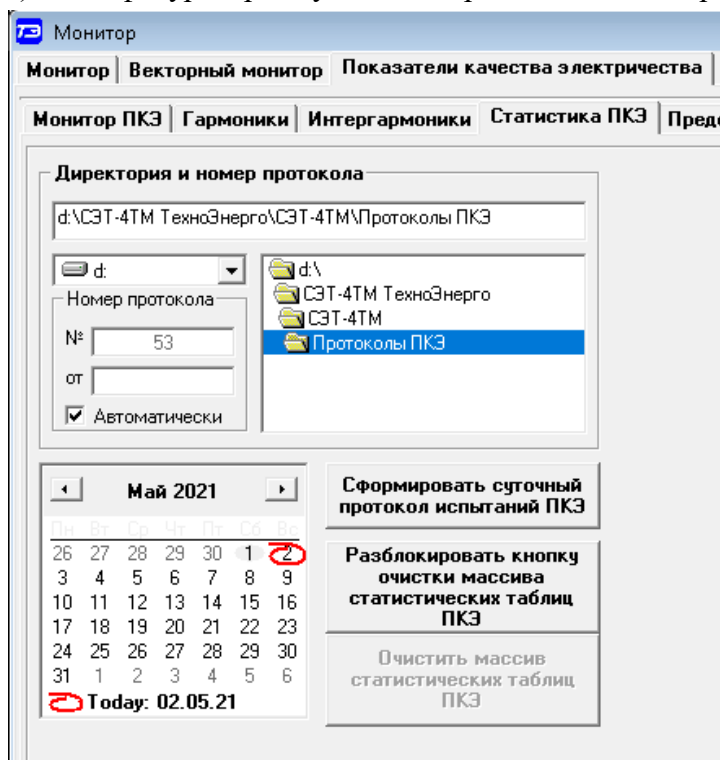 ТЭ Монитор
Монитор Векторный монитор Показатели качества электричества
Монитор ПКЭ Гармоники Интергармоники Статистика ПКЭ
Директория и номер протокола
d:\СЭТ-4ТМ ТехноЭнерго\СЭТ-4ТМ\Протоколы ПКЭ
d:
d:\
СЭТ-4ТМ ТехноЭнерго
СЭТ-4ТМ
Протоколы ПКЭ
Номер протокола
№ 53
от
Автоматически
Май 2021
Пн Вт Ср Чт Пт Сб Вс
26 27 28 29 30 1 2
3 4 5 6 7 8 9
10 11 12 13 14 15 16
17 18 19 20 21 22 23
24 25 26 27 28 29 30
31 1 2 3 4 5 6
Today: 02.05.21
Сформировать суточный
протокол испытаний ПКЭ
Разблокировать кнопку
очистки массива
статистических таблиц
ПКЭ
Очистить массив
статистических таблиц
ПКЭ